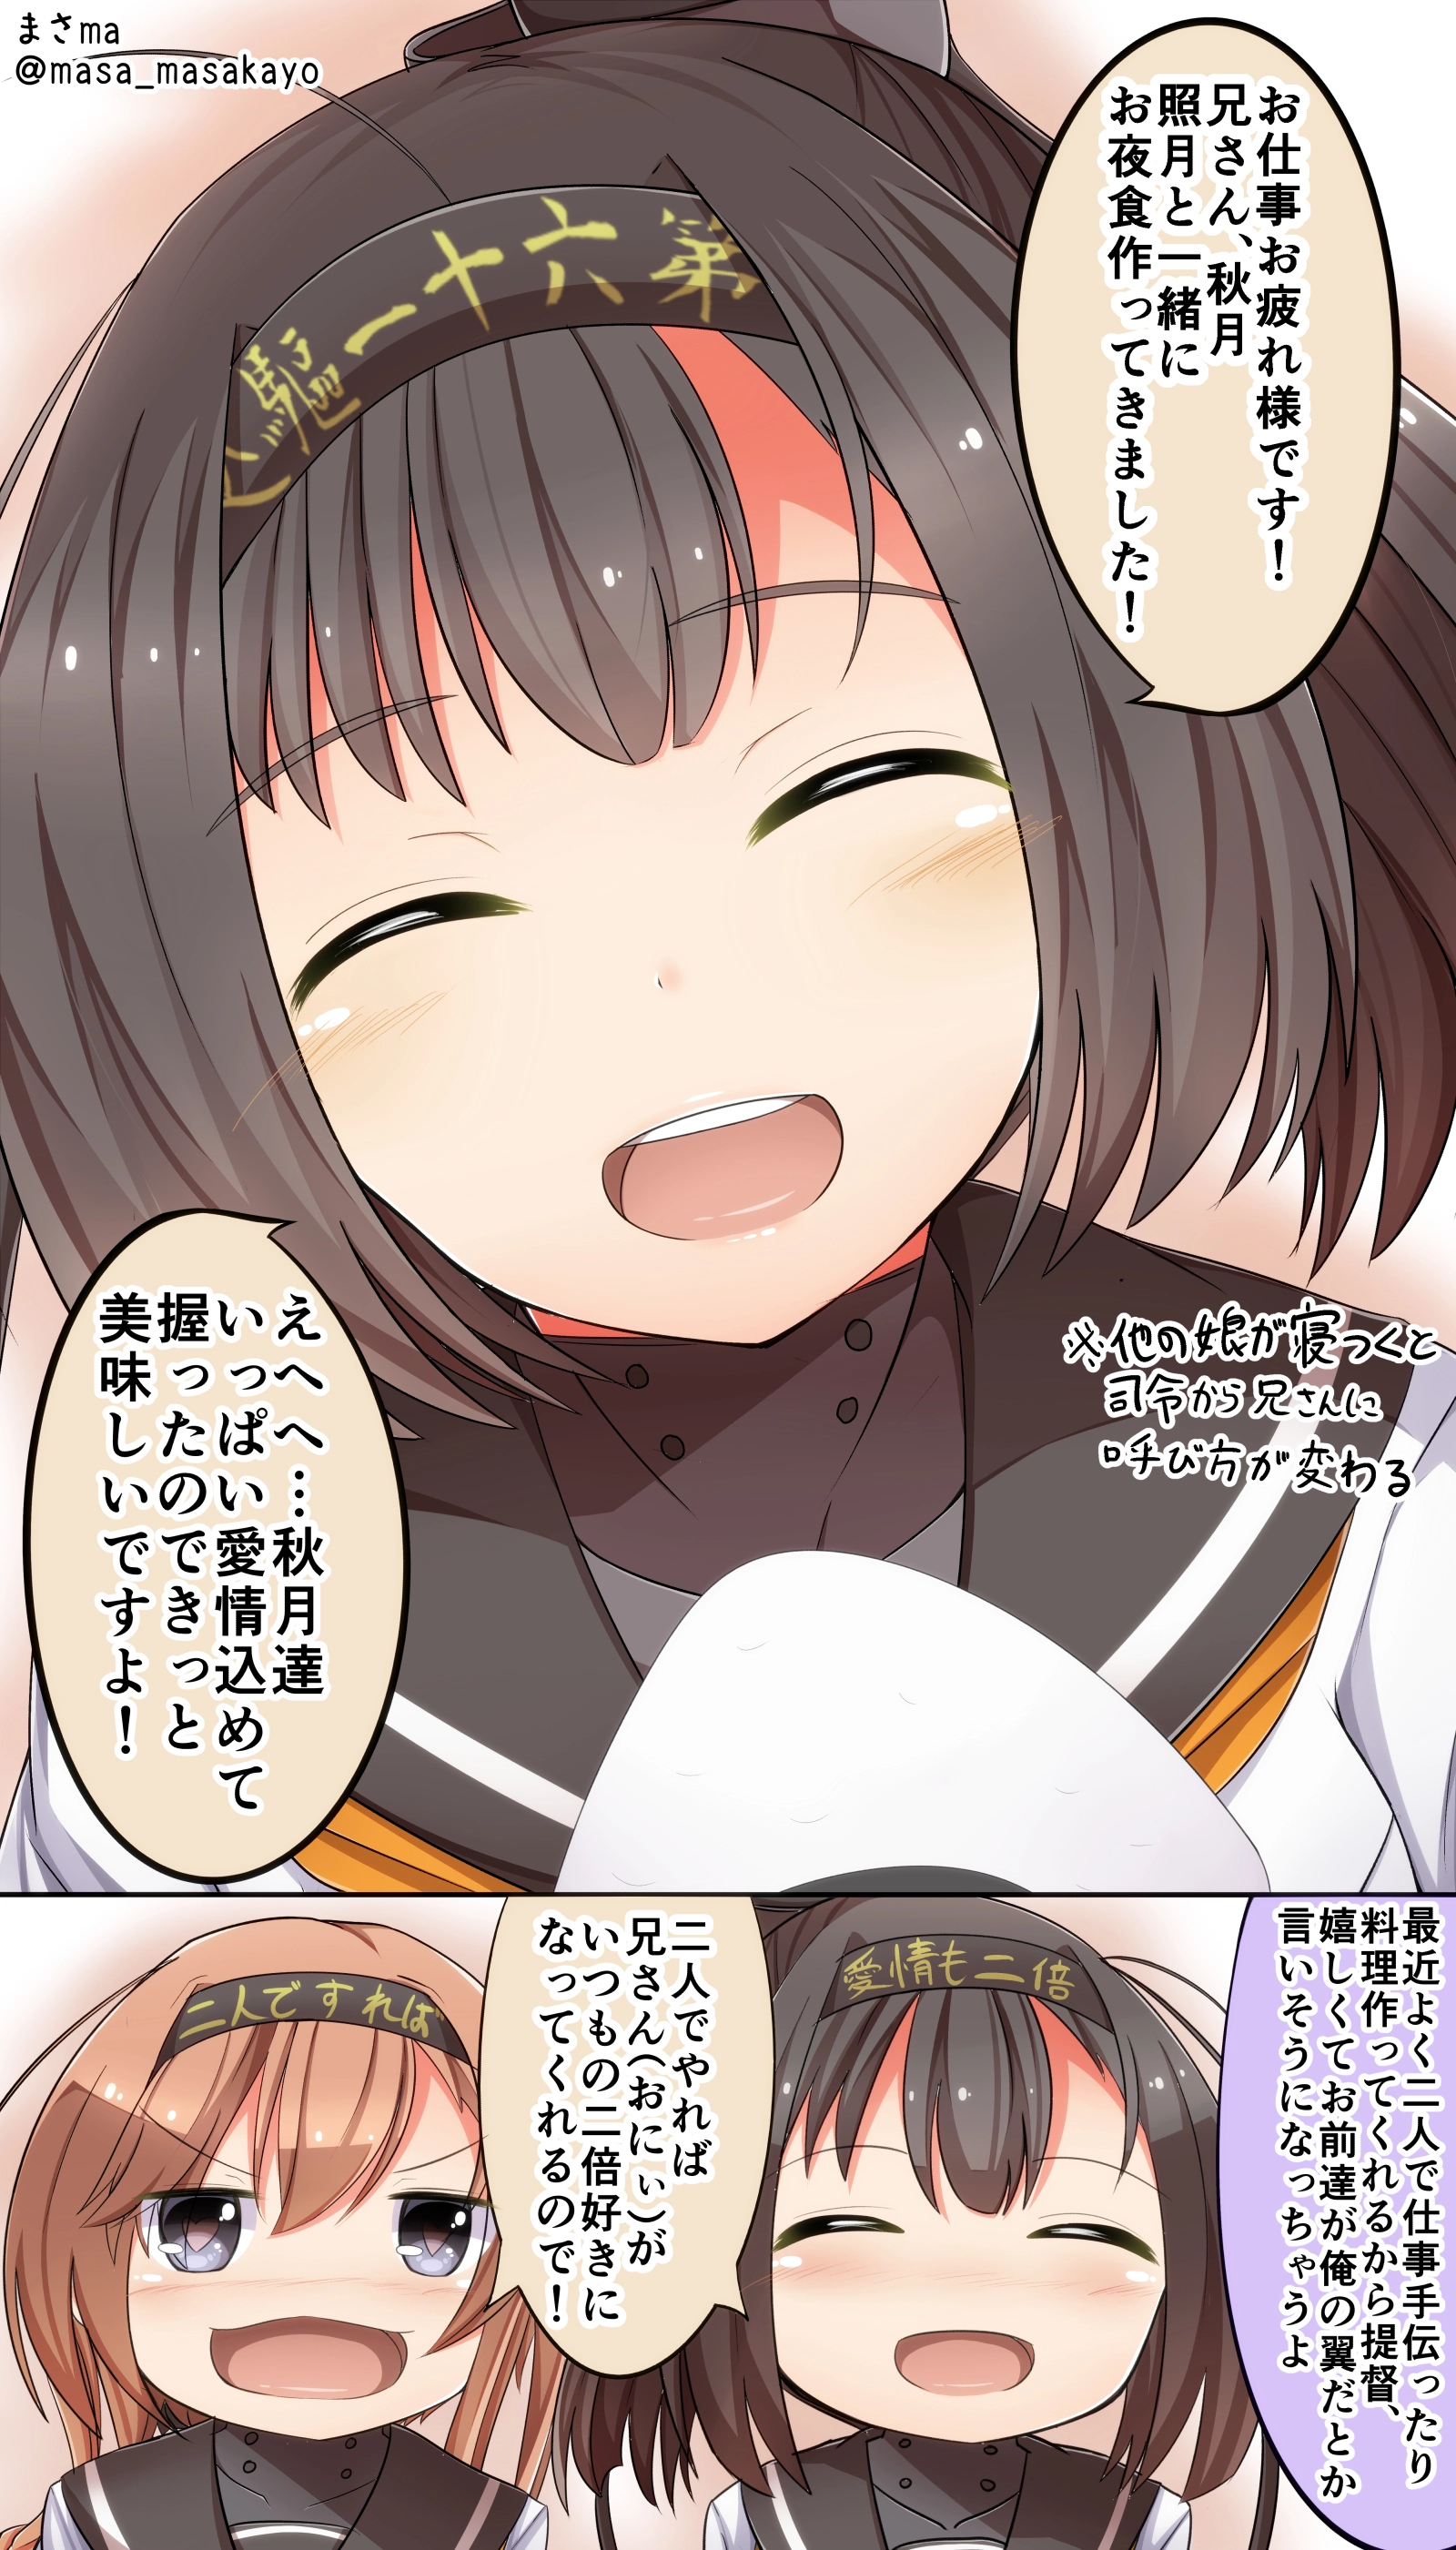 まさma
@masa_masakayo
お仕事お疲れ様です！
兄さん、秋月
照月と一緒に
お夜食作ってきました！
第六十一駆
えへへ…秋月達
いっぱい愛情込めて
握ったのできっと
美味しいですよ！
※他の娘が寝つくと
司令から兄さんに
呼び方が変わる
最近よく二人で仕事手伝ったり
料理作ってくれるから提督、
嬉しくてお前達が俺の翼だとか
言いそうになっちゃうよ
愛情も二倍
二人でやれば
兄さん(おにぃ)が
いつもの二倍好きに
なってくれるので！
二人ですれば